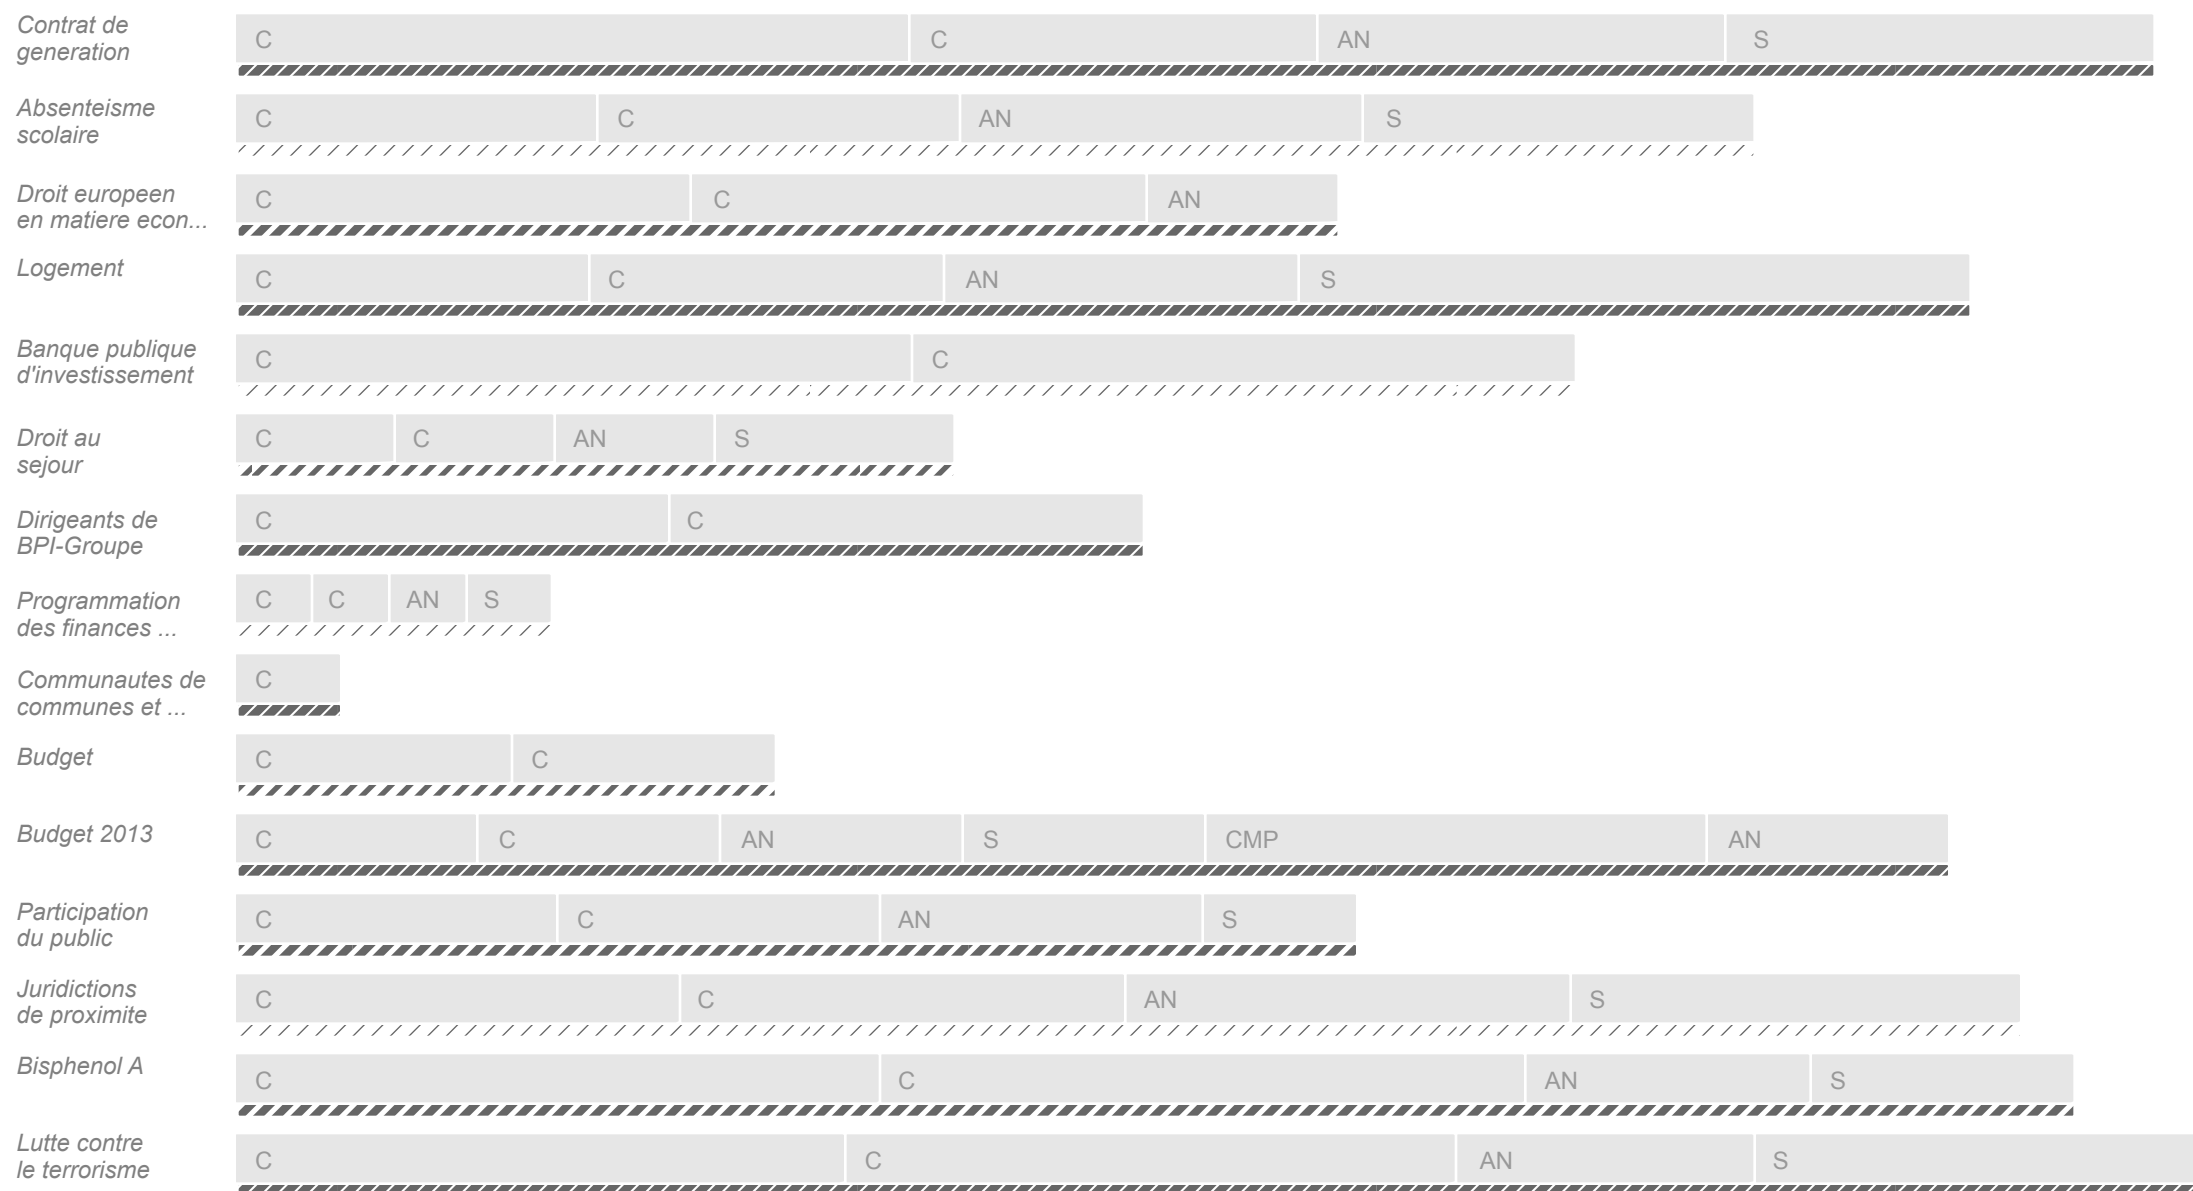 Contrat de
generation
C C AN S
Absenteisme
scolaire
C C AN S
Droit europeen
en matiere econ...
C C AN
Logement
C C AN S
Banque publique
d'investissement
C C
Droit au
sejour
C C AN S
Dirigeants de
BPI-Groupe
C C
Programmation
des finances ...
C C AN S
Communautes de
communes et ...
C
Budget
C C
Budget 2013
C C AN S CMP AN
Participation
du public
C C AN S
Juridictions
de proximite
C C AN S
Bisphenol A
C C AN S
Lutte contre
le terrorisme
C C AN S